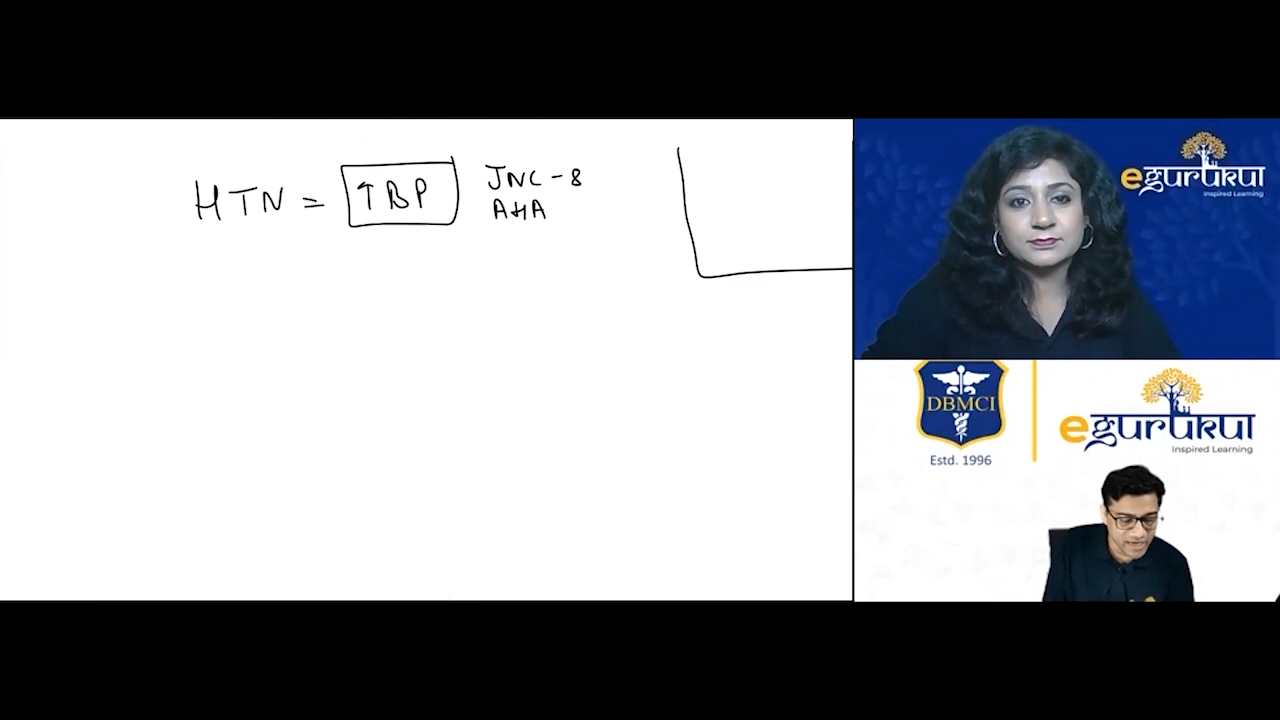 HTN = ↑BP JNC-8
AHA
egurukul
Inspired Learning
DBMCI
Estd. 1996
egurukul
Inspired Learning